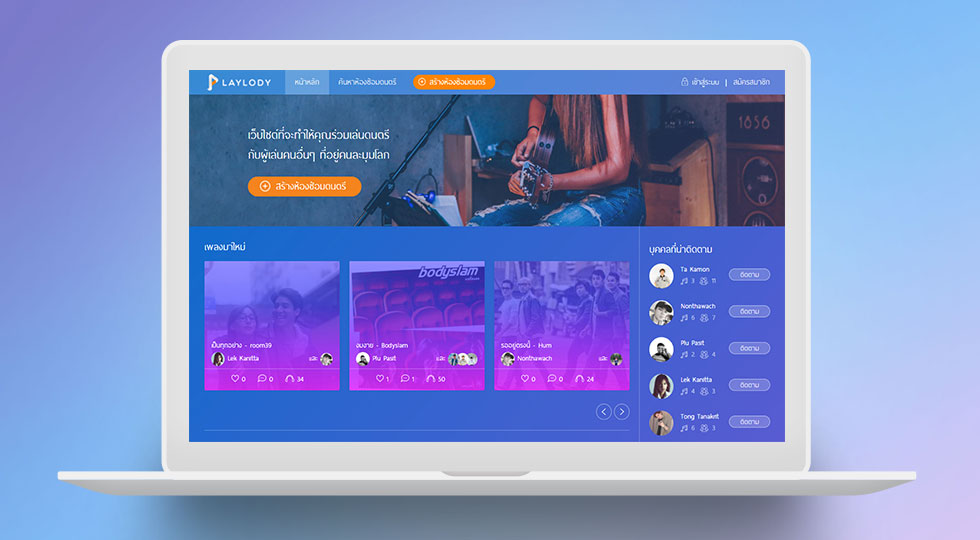 PLAYLODY
หน้าหลัก
ค้นหาห้องซ้อมดนตรี
สร้างห้องซ้อมดนตรี
เข้าสู่ระบบ | สมัครสมาชิก
1856
เว็บไซต์ที่จะทำให้คุณร่วมเล่นดนตรี
กับผู้เล่นคนอื่นๆ ที่อยู่คนละมุมโลก
สร้างห้องซ้อมดนตรี
เพลงมาใหม่
เป็นทุกอย่าง - room39
Lek Kanitta
และ
0 0 34
bodyslam
งมงาย - Bodyslam
Plu Pasit
และ
1 1 50
รออยู่ตรงนี้ - Hum
Nonthawach
และ
0 0 24
บุคคลที่น่าติดตาม
Ta Kamon
3 11
ติดตาม
Nonthawach
6 7
ติดตาม
Plu Pasit
2 4
ติดตาม
Lek Kanitta
4 3
ติดตาม
Tong Tanakrit
6 3
ติดตาม